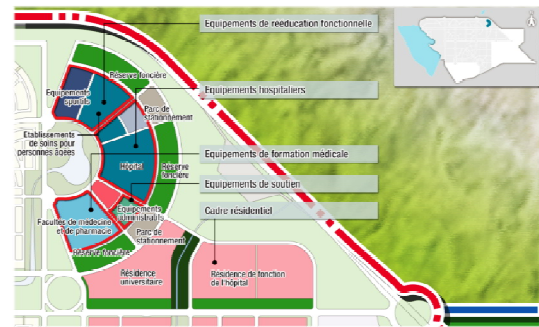 Equipements de rééducation fonctionnelle
Réserve foncière
Equipements
sportifs
Equipements hospitaliers
Parc de
stationnement
Etablissements
de soins pour
personnes âgées
Hôpital
Equipements de formation médicale
Réserve
foncière
Equipements de soutien
Equipements
administratifs
Cadre résidentiel
Facultés de médecine
et de pharmacie
Parc de
stationnement
Réserve foncière
Résidence
universitaire
Résidence de fonction
de l'hôpital